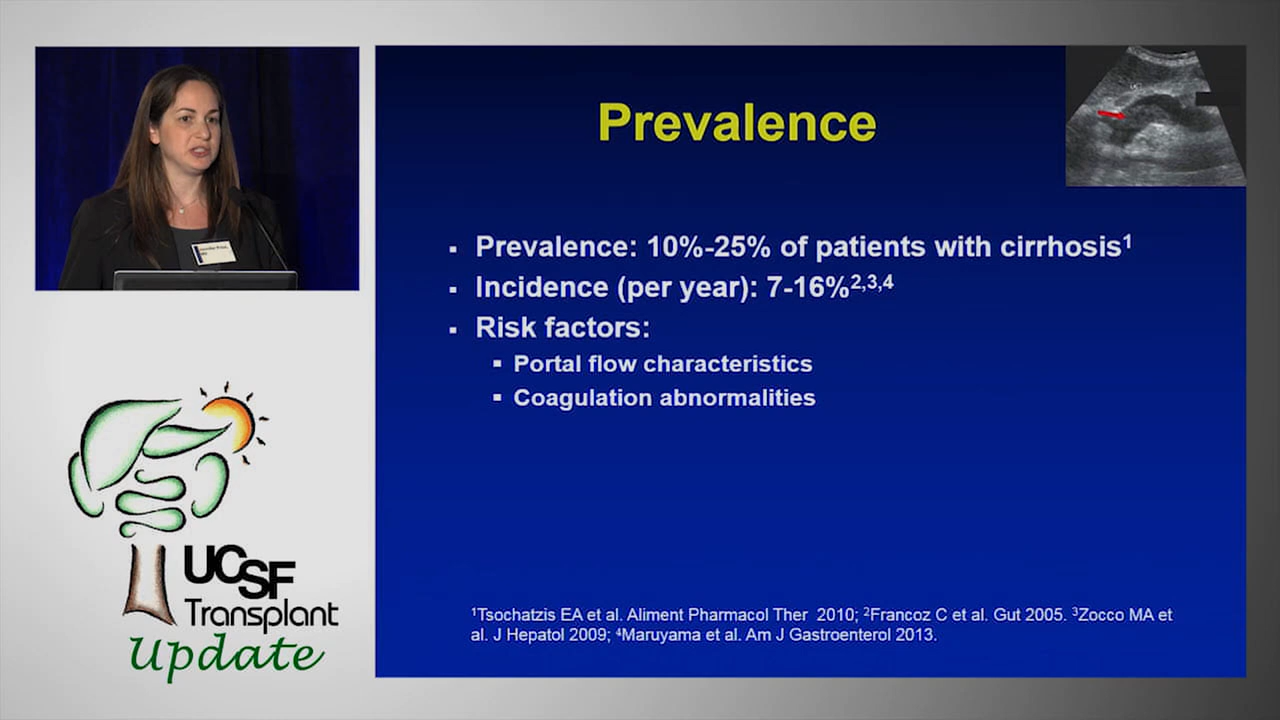 Prevalence
▪ Prevalence: 10%-25% of patients with cirrhosis¹
▪ Incidence (per year): 7-16%²,³,⁴
▪ Risk factors:
▪ Portal flow characteristics
▪ Coagulation abnormalities
¹Tsochatzis EA et al. Aliment Pharmacol Ther 2010; ²Francoz C et al. Gut 2005. ³Zocco MA et
al. J Hepatol 2009; ⁴Maruyama et al. Am J Gastroenterol 2013.
UCSF
Transplant
Update